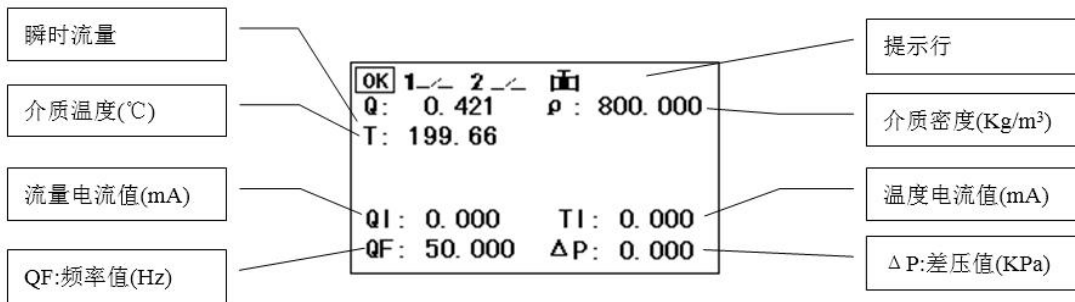 瞬时流量
介质温度(℃)
流量电流值(mA)
QF:频率值(Hz)
OK 1 2
Q: 0.421 ρ: 800.000
T: 199.66
QI: 0.000 TI: 0.000
QF: 50.000 ΔP: 0.000
提示行
介质密度(Kg/m³)
温度电流值(mA)
ΔP:差压值(KPa)